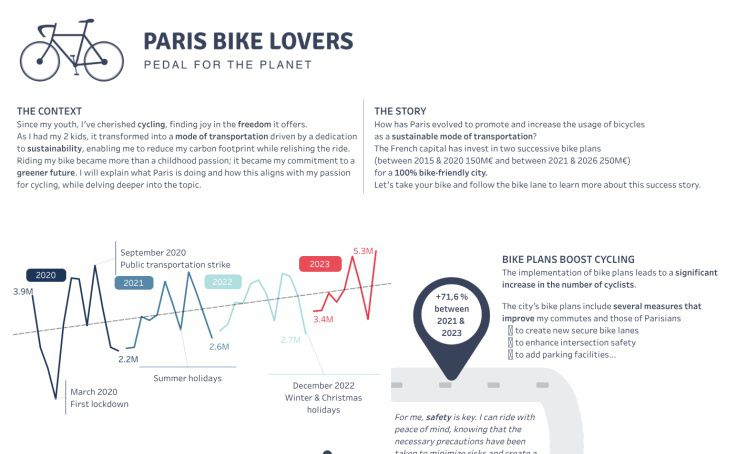 PARIS BIKE LOVERS
PEDAL FOR THE PLANET
THE CONTEXT
Since my youth, I've cherished cycling, finding joy in the freedom it offers.
As I had my 2 kids, it transformed into a mode of transportation driven by a dedication
to sustainability, enabling me to reduce my carbon footprint while relishing the ride.
Riding my bike became more than a childhood passion; it became my commitment to a
greener future. I will explain what Paris is doing and how this aligns with my passion
for cycling, while delving deeper into the topic.
THE STORY
How has Paris evolved to promote and increase the usage of bicycles
as a sustainable mode of transportation?
The French capital has invest in two successive bike plans
(between 2015 & 2020 150M€ and between 2021 & 2026 250M€)
for a 100% bike-friendly city.
Let's take your bike and follow the bike lane to learn more about this success story.
September 2020
Public transportation strike
2020
3.9M
2021
2022
2023
5.3M
3.4M
2.2M
2.6M
2.7M
Summer holidays
March 2020
First lockdown
December 2022
Winter & Christmas
holidays
+71,6 %
between
2021 &
2023
BIKE PLANS BOOST CYCLING
The implementation of bike plans leads to a significant
increase in the number of cyclists.
The city's bike plans include several measures that
improve my commutes and those of Parisians
to create new secure bike lanes
to enhance intersection safety
to add parking facilities...
For me, safety is key. I can ride with
peace of mind, knowing that the
necessary precautions have been
taken to minimize risks and create a